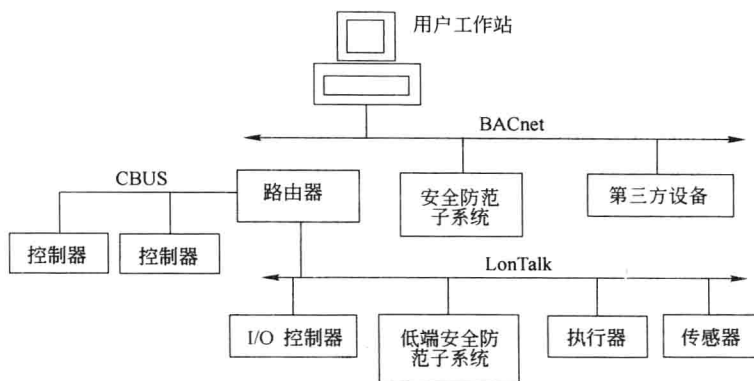 用户工作站
BACnet
CBUS
路由器
安全防范
子系统
第三方设备
控制器
控制器
LonTalk
I/O 控制器
低端安全防
范子系统
执行器
传感器